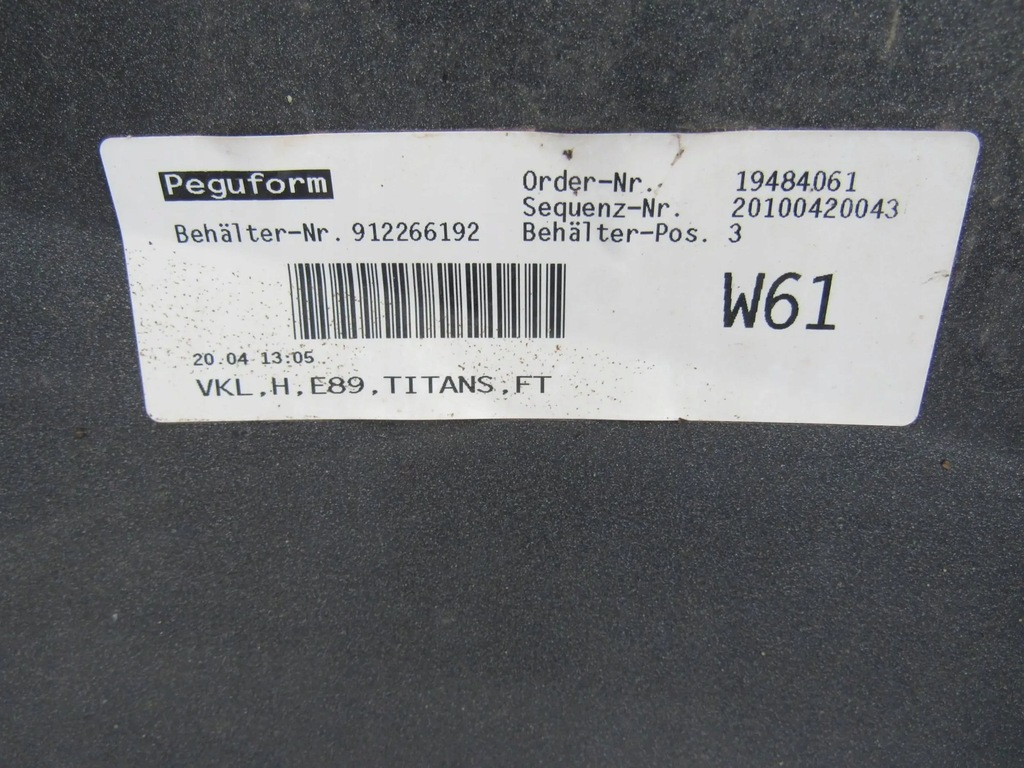 Peguform
Order-Nr. 19484061
Sequenz-Nr. 20100420043
Behälter-Nr. 912266192 Behälter-Pos. 3
W61
20.04 13:05
VKL,H,E89,TITANS,FT